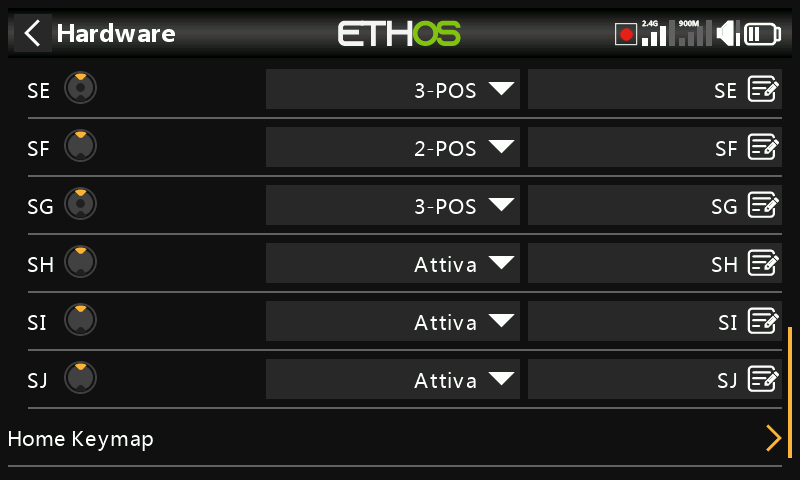 Hardware
ETHOS
2.4G
900M
SE 3-POS SE
SF 2-POS SF
SG 3-POS SG
SH Attiva SH
SI Attiva SI
SJ Attiva SJ
Home Keymap